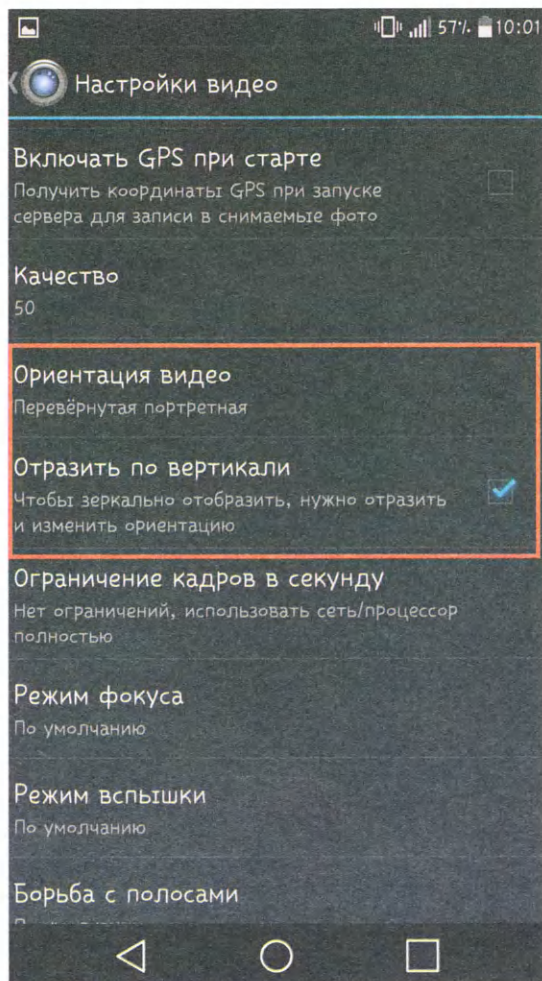 57% 10:01
Настройки видео
Включать GPS при старте
Получить координаты GPS при запуске
сервера для записи в снимаемые фото
Качество
50
Ориентация видео
Перевёрнутая портретная
Отразить по вертикали
Чтобы зеркально отобразить, нужно отразить
и изменить ориентацию
Ограничение кадров в секунду
Нет ограничений, использовать сеть/процессор
полностью
Режим фокуса
По умолчанию
Режим вспышки
По умолчанию
Борьба с полосами